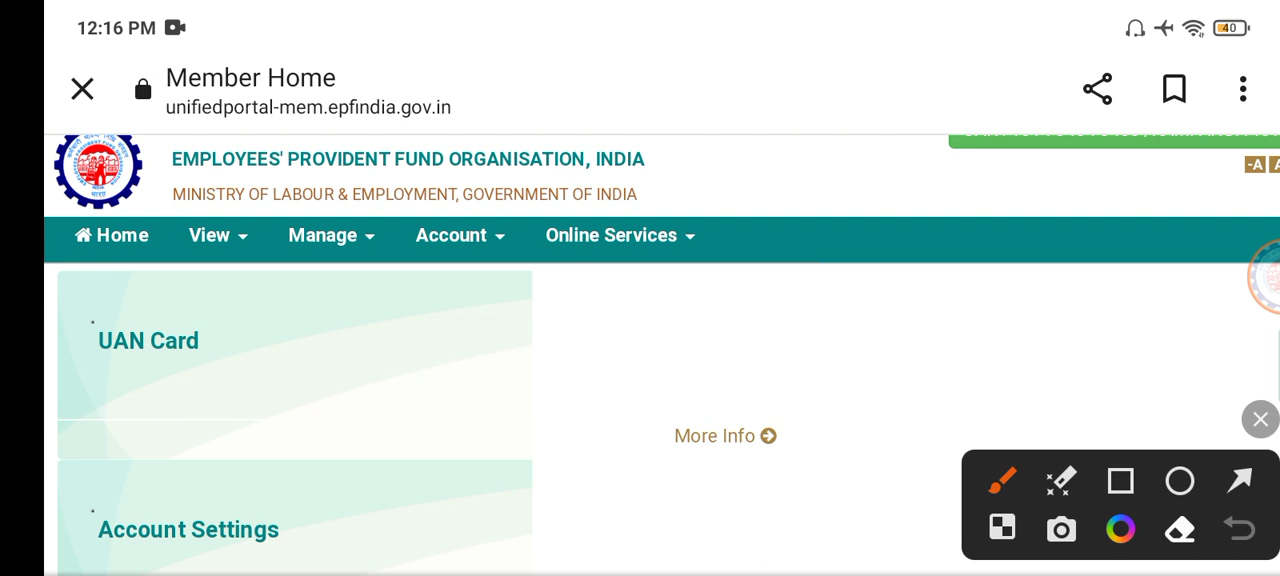 12:16 PM
40
Member Home
unifiedportal-mem.epfindia.gov.in
EMPLOYEES' PROVIDENT FUND ORGANISATION, INDIA
-A
MINISTRY OF LABOUR & EMPLOYMENT, GOVERNMENT OF INDIA
Home View Manage Account Online Services
UAN Card
More Info
Account Settings